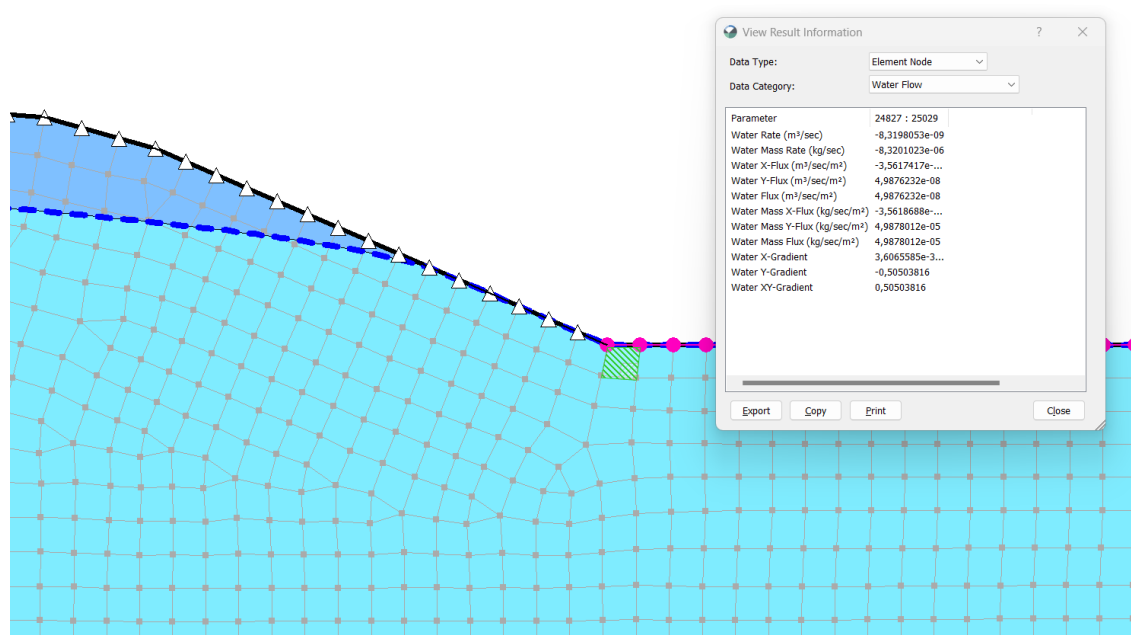 View Result Information
?
Data Type:
Element Node
Data Category:
Water Flow
Parameter 24827 : 25029
Water Rate (m³/sec) -8,3198053e-09
Water Mass Rate (kg/sec) -8,3201023e-06
Water X-Flux (m³/sec/m²) -3,5617417e-...
Water Y-Flux (m³/sec/m²) 4,9876232e-08
Water Flux (m³/sec/m²) 4,9876232e-08
Water Mass X-Flux (kg/sec/m²) -3,5618688e-...
Water Mass Y-Flux (kg/sec/m²) 4,9878012e-05
Water Mass Flux (kg/sec/m²) 4,9878012e-05
Water X-Gradient 3,6065585e-3...
Water Y-Gradient -0,50503816
Water XY-Gradient 0,50503816
Export Copy Print Close